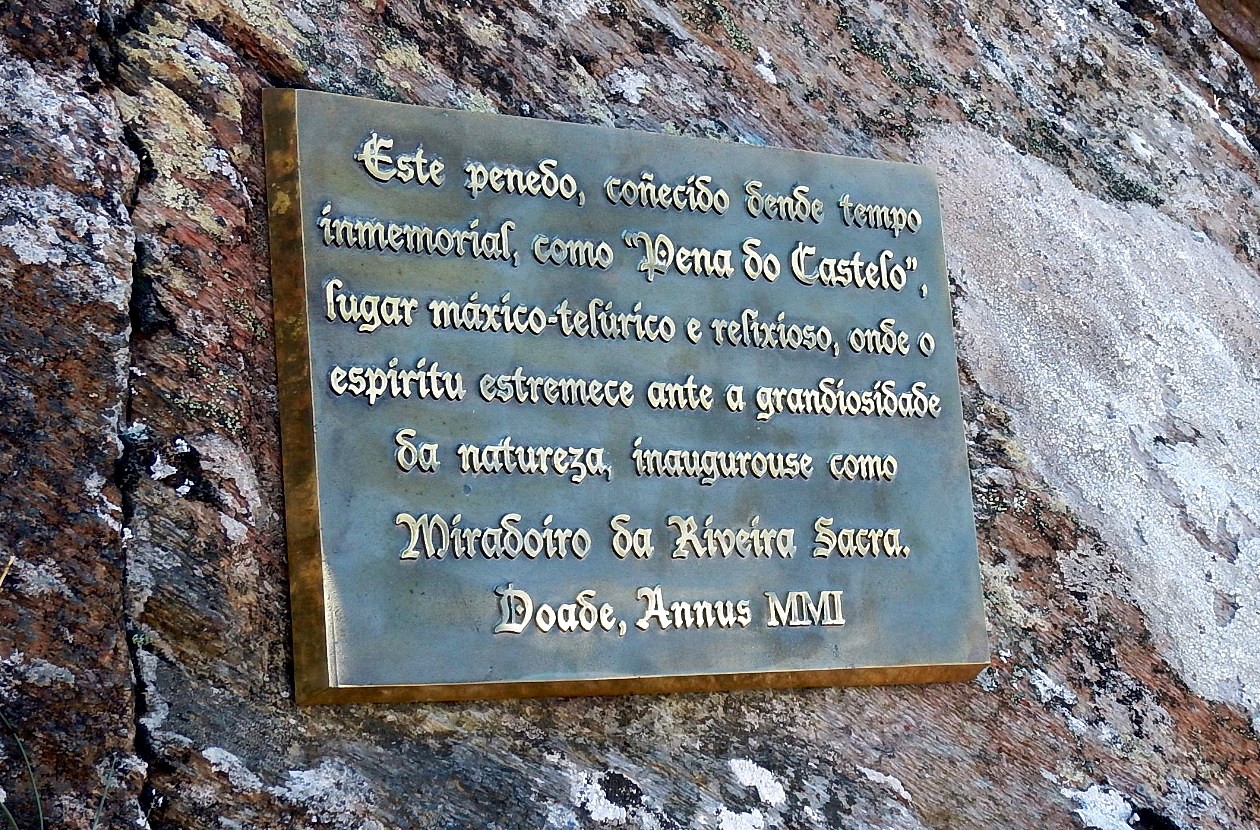 Este penedo, coñecido dende tempo
inmemorial, como "Pena do Castelo",
lugar máxico-telúrico e relixioso, onde o
espiritu estremece ante a grandiosidade
da natureza, inaugurouse como
Miradoiro da Riveira Sacra.
Doade, Annus MMI